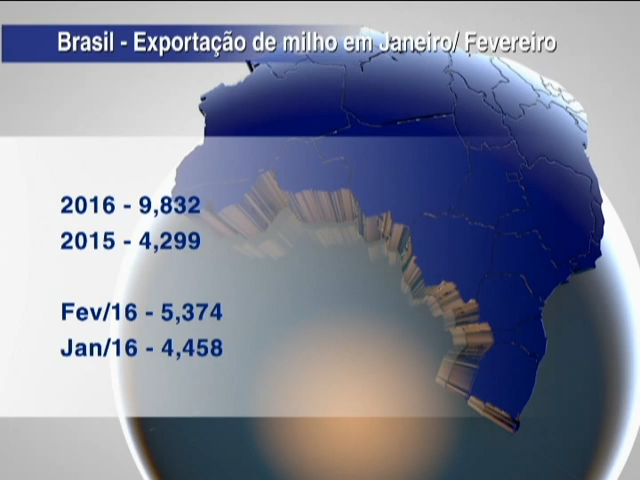 Brasil - Exportação de milho em Janeiro/ Fevereiro
2016 - 9,832
2015 - 4,299
Fev/16 - 5,374
Jan/16 - 4,458